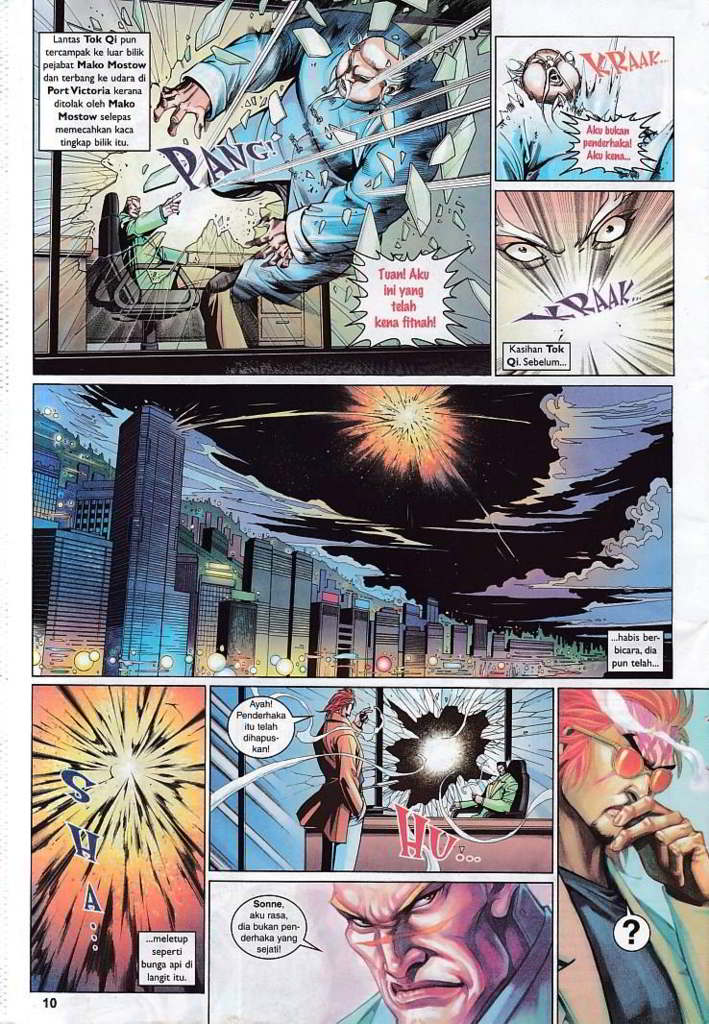 Lantas Tok Qi pun
tercampak ke luar bilik
pejabat Mako Mostow
dan terbang ke udara di
Port Victoria kerana
ditolak oleh Mako
Mostow selepas
memecahkan kaca
tingkap bilik itu.
PANG!
Tuan! Aku
ini yang
telah
kena fitnah!
KRAAK...
Aku bukan
penderhaka!
Aku kena...
KRAAK...
Kasihan Tok
Qi. Sebelum...
...habis ber-
bicara, dia
pun telah...
SHA...
...meletup
seperti
bunga api di
langit itu.
Ayah!
Penderhaka
itu telah
dihapus-
kan!
HU...
Sonne,
aku rasa,
dia bukan pen-
derhaka yang
sejati!
?
10